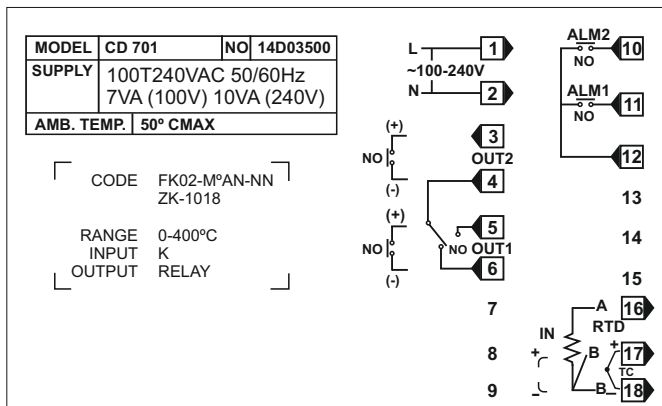 MODEL CD 701 NO 14D03500
SUPPLY 100T240VAC 50/60Hz
7VA (100V) 10VA (240V)
AMB. TEMP. 50º CMAX
CODE FK02-MºAN-NN
ZK-1018
RANGE 0-400ºC
INPUT K
OUTPUT RELAY
L 1
~100-240V
N 2
(+) 3
NO OUT2
(-) 4
(+) 5
NO NO OUT1
(-) 6
7
8
9
ALM2 10
NO
ALM1 11
NO
12
13
14
15
A 16
IN RTD
+ B + 17
TC
- B - 18